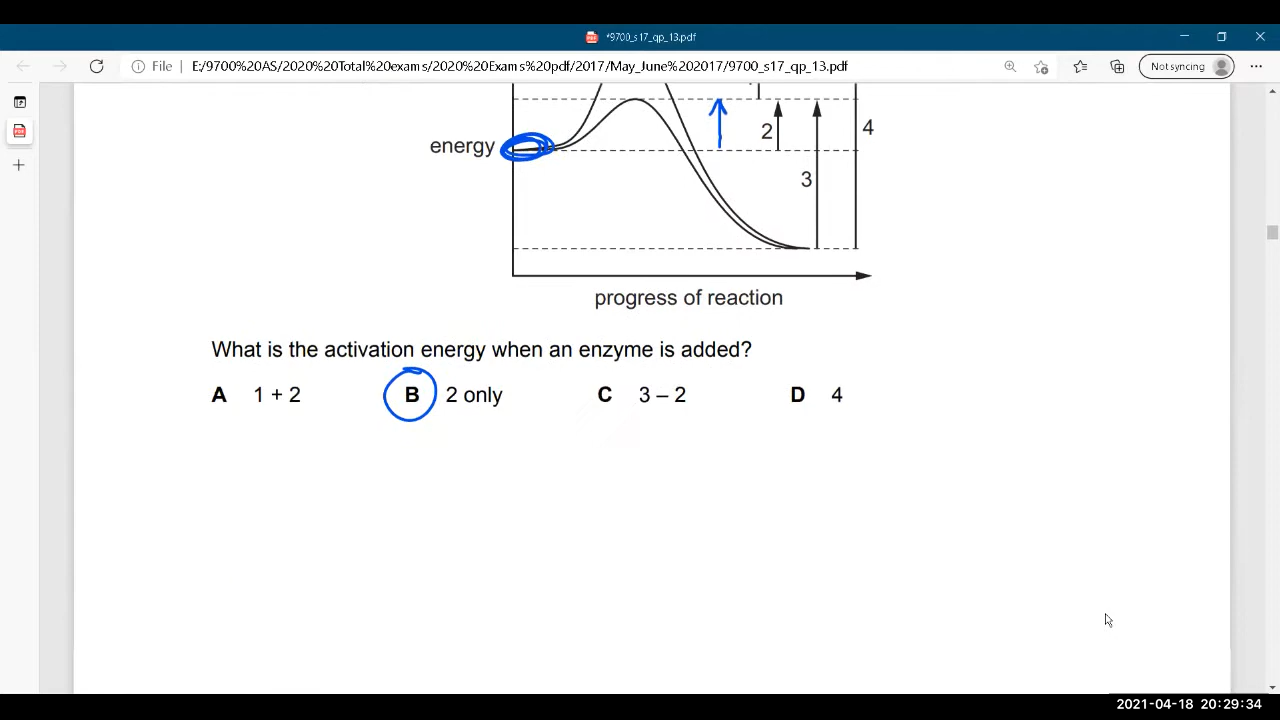 *9700_s17_qp_13.pdf
File | E:/9700%20AS/2020%20Total%20exams/2020%20Exams%20pdf/2017/May_June%202017/9700_s17_qp_13.pdf
Not syncing
energy
2
4
3
progress of reaction
What is the activation energy when an enzyme is added?
A 1 + 2 B 2 only C 3 – 2 D 4
2021-04-18 20:29:34